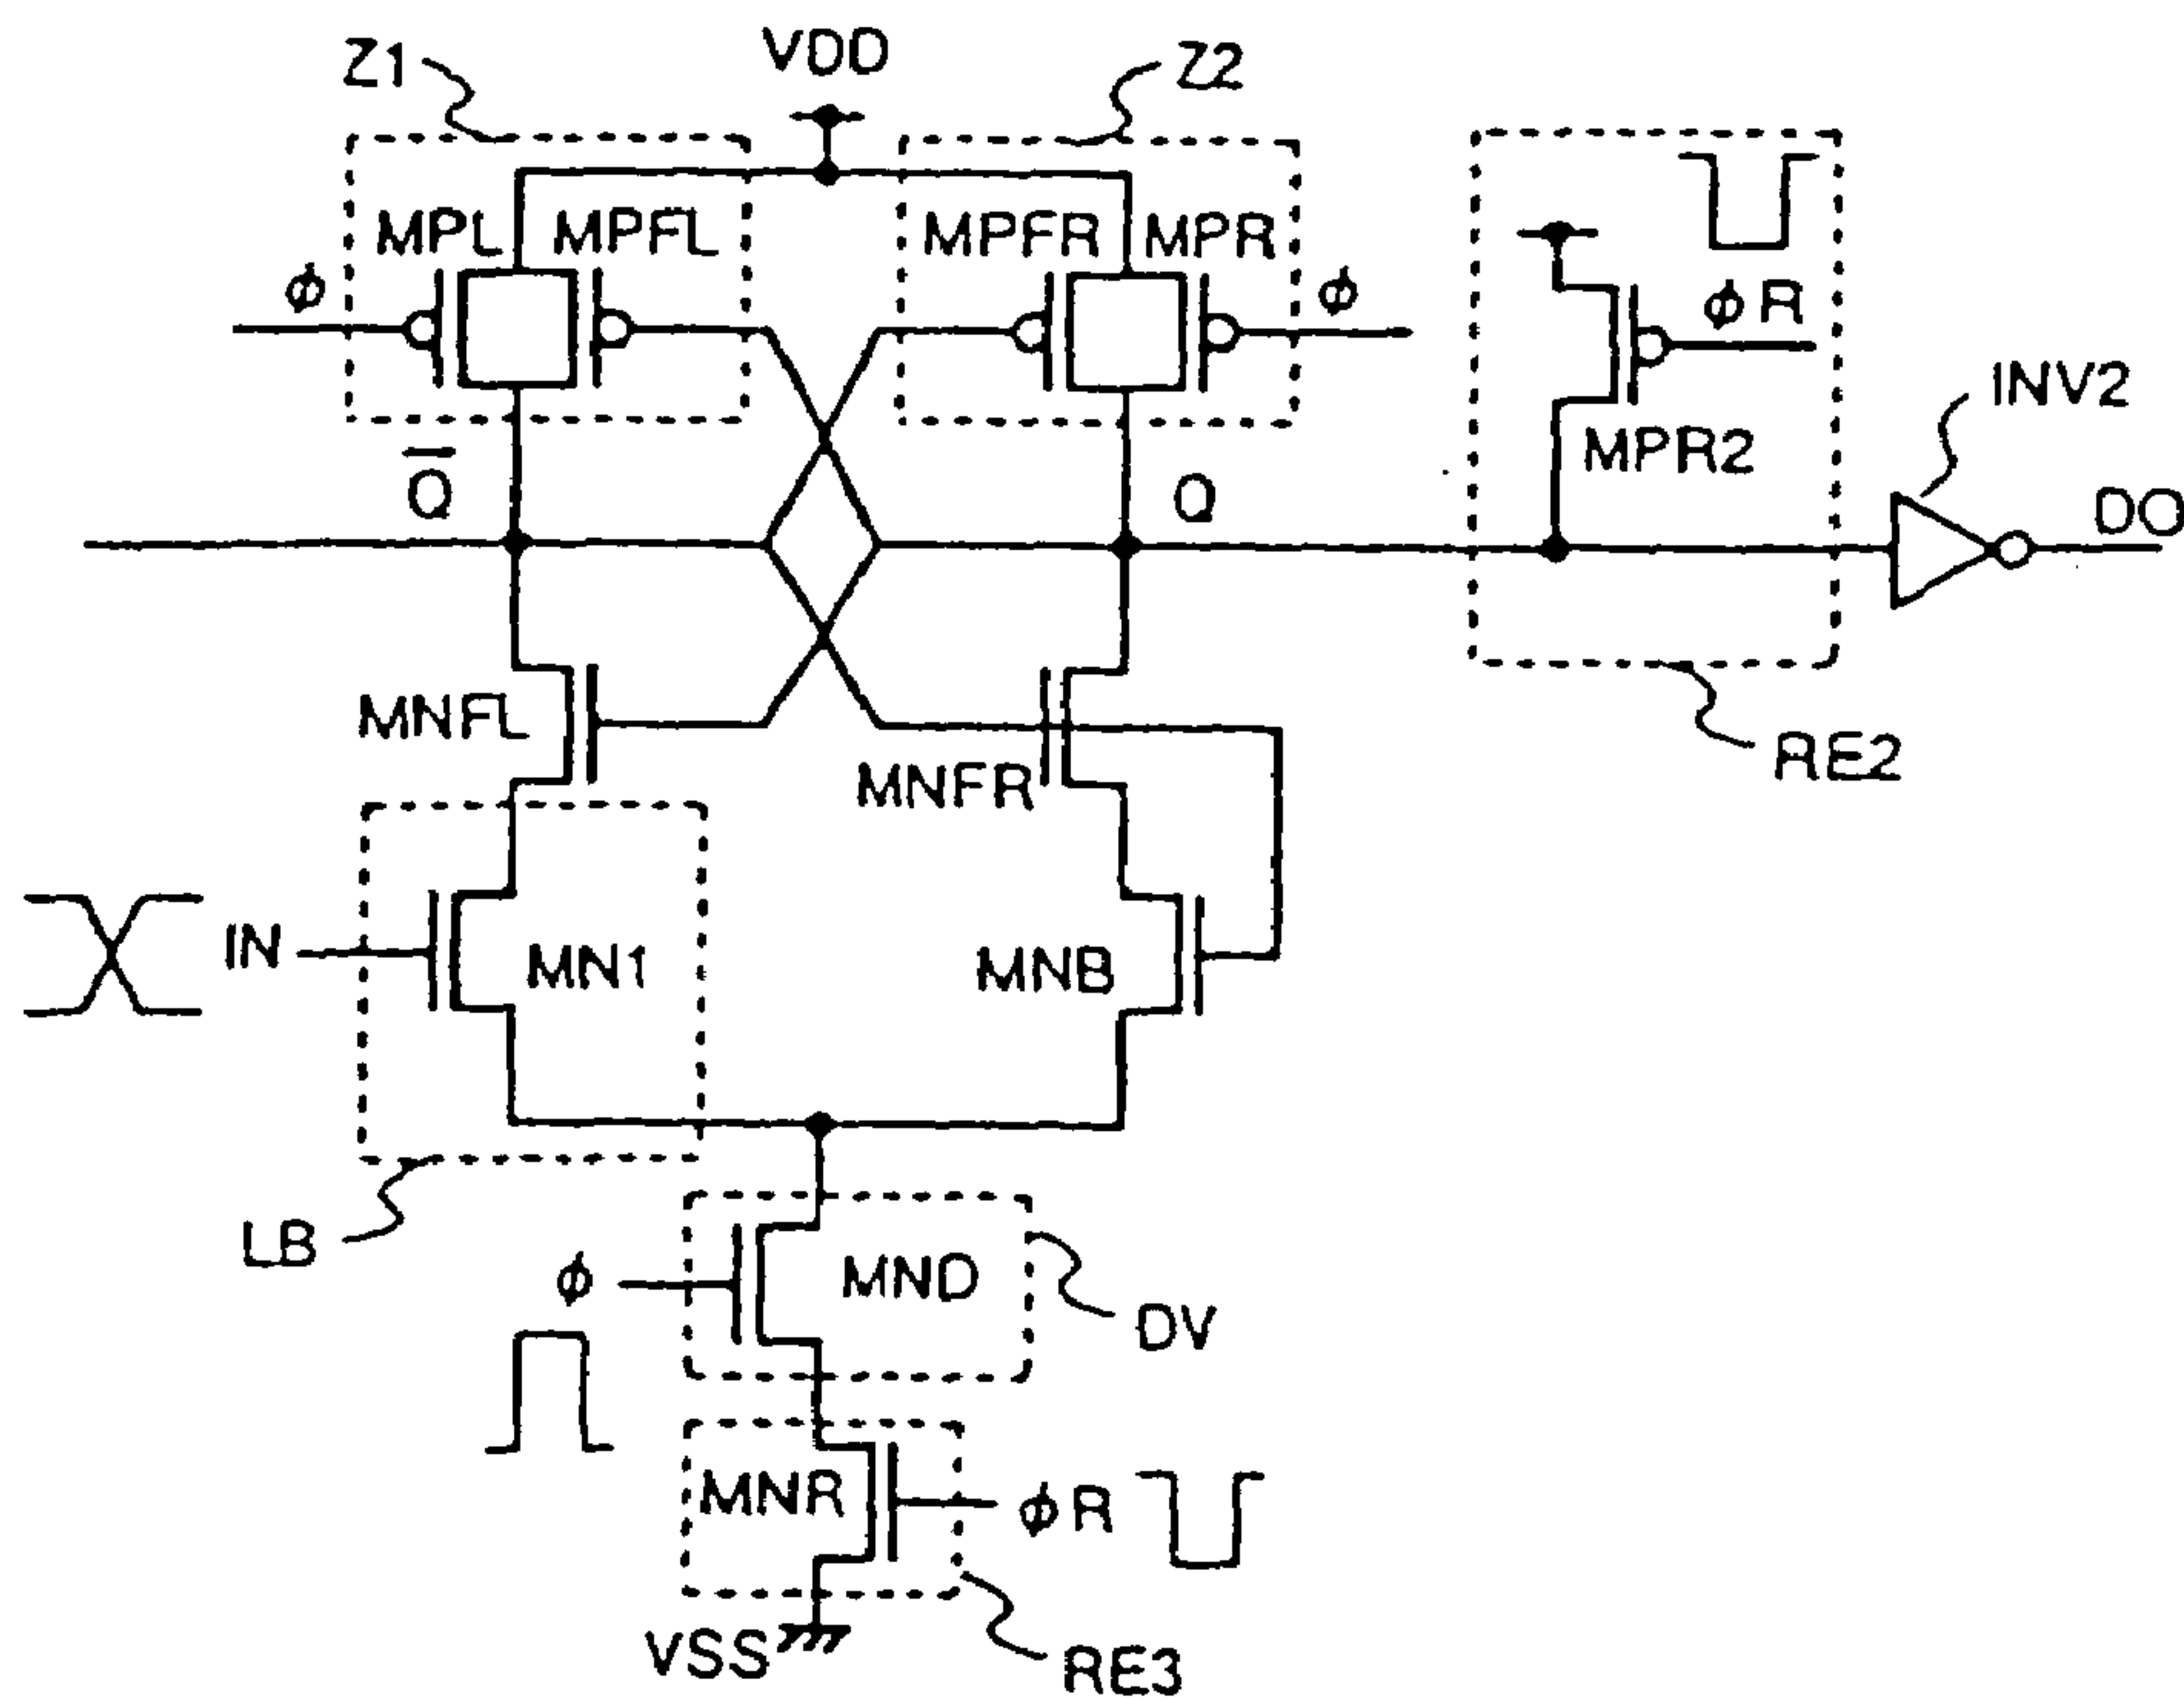 Z1
VDD
Z2
MPL
MPFL
MPFR
MPR
ϕ
ϕ
ϕR
INV2
MPR2
Q̅
Q
DO
MNFL
MNFR
RE2
IN
MN1
MNB
LB
ϕ
MND
DV
MNR
ϕR
VSS
RE3